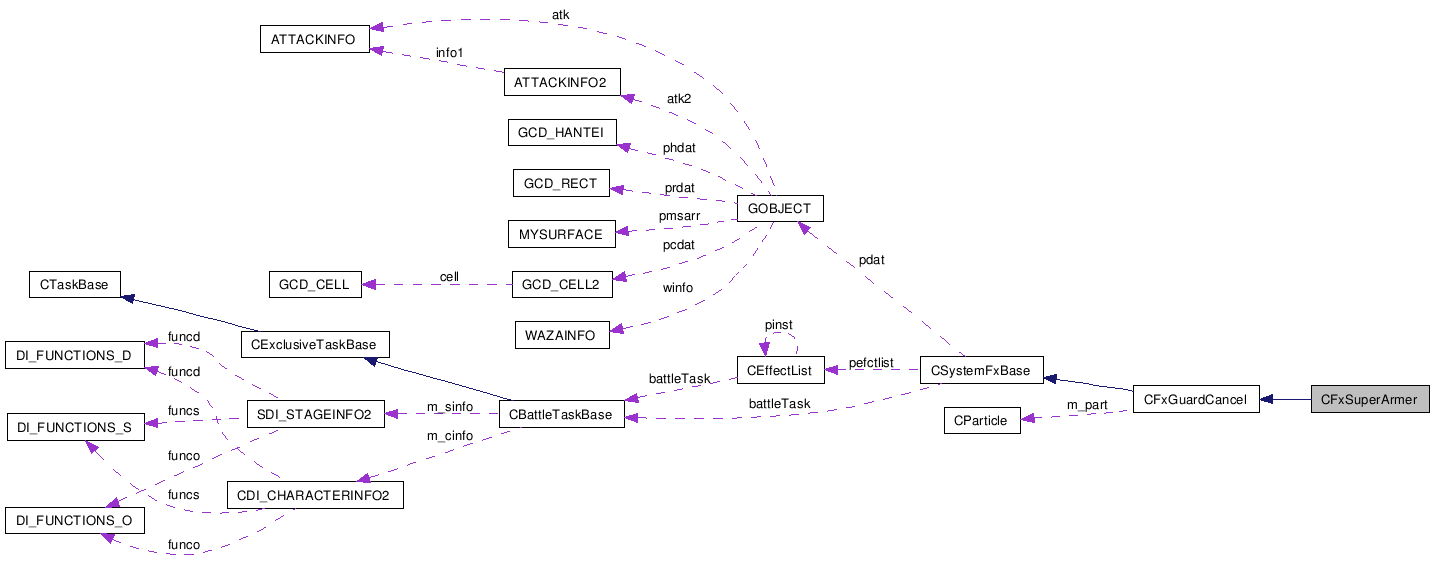 atk
ATTACKINFO
info1
ATTACKINFO2
atk2
GCD_HANTEI
phdat
GCD_RECT
prdat
GOBJECT
pmsarr
MYSURFACE
pcdat
pdat
CTaskBase
GCD_CELL
cell
GCD_CELL2
winfo
WAZAINFO
pinst
funcd
CExclusiveTaskBase
DI_FUNCTIONS_D
funcd
battleTask
CEffectList
pefctlist
CSystemFxBase
battleTask
m_part
CFxGuardCancel
CFxSuperArmer
funcs
SDI_STAGEINFO2
m_sinfo
CBattleTaskBase
CParticle
DI_FUNCTIONS_S
m_cinfo
funco
funcs
CDI_CHARACTERINFO2
DI_FUNCTIONS_O
funco